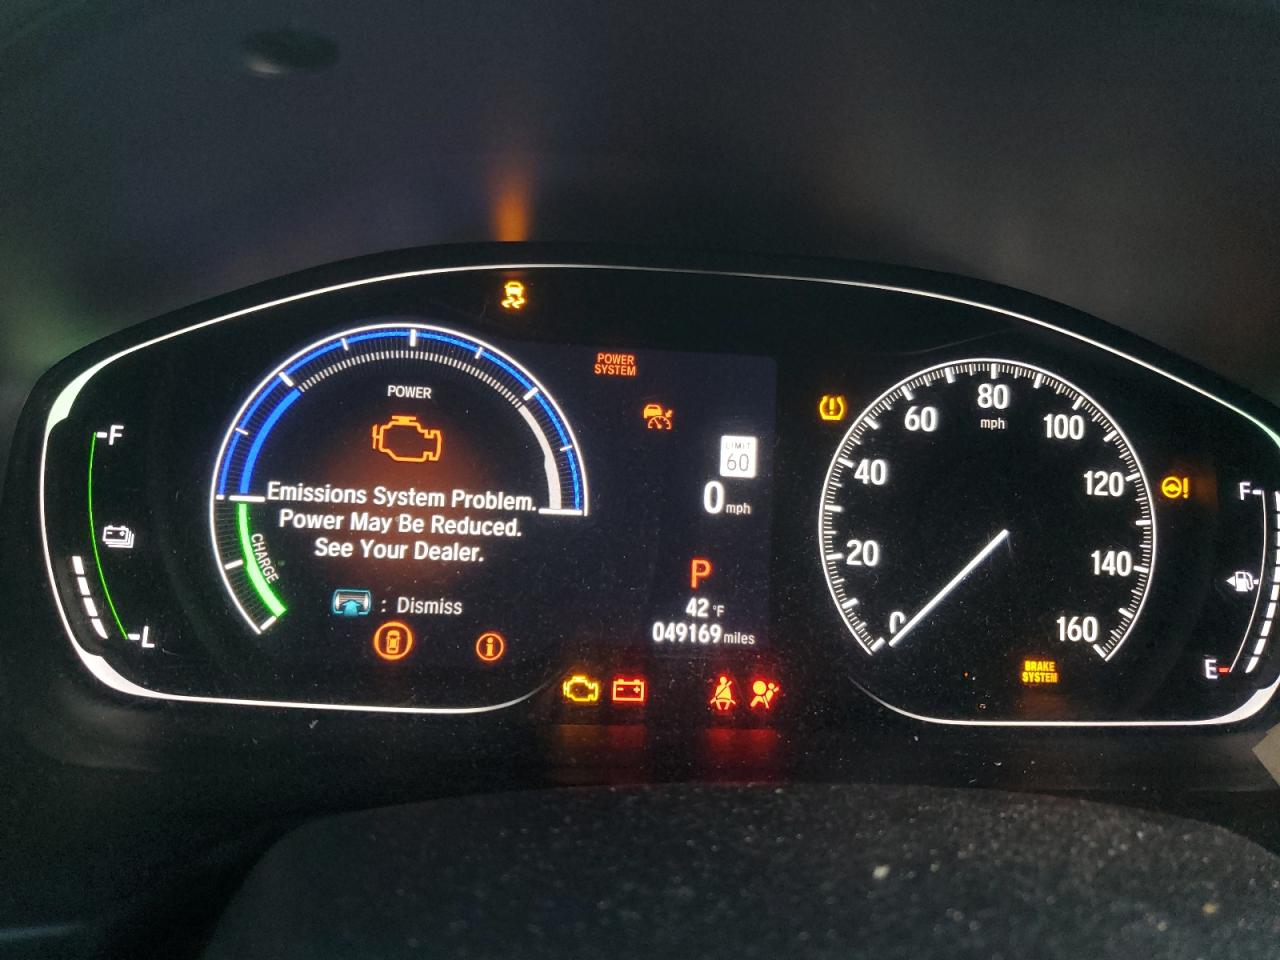 POWER
SYSTEM
F
POWER
Emissions System Problem.
Power May Be Reduced.
See Your Dealer.
CHARGE
L
: Dismiss
LIMIT
60
0 mph
P
42 °F
049169 miles
0
20
40
60
80
100
120
140
160
mph
BRAKE
SYSTEM
F
E